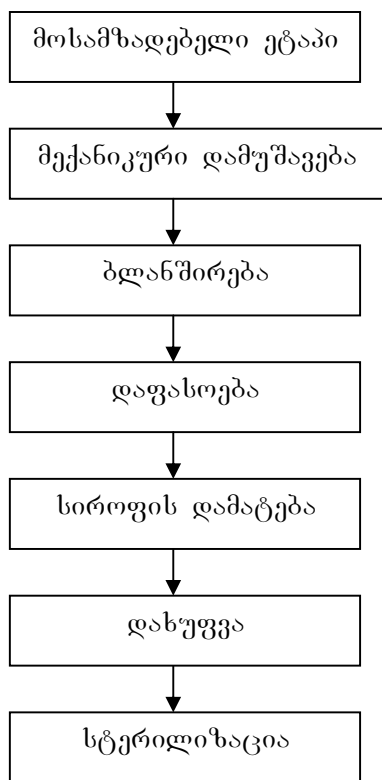 მოსამზადებელი ეტაპი
მექანიკური დამუშავება
ბლანშირება
დაფასოება
სიროფის დამატება
დახუფვა
სტერილიზაცია